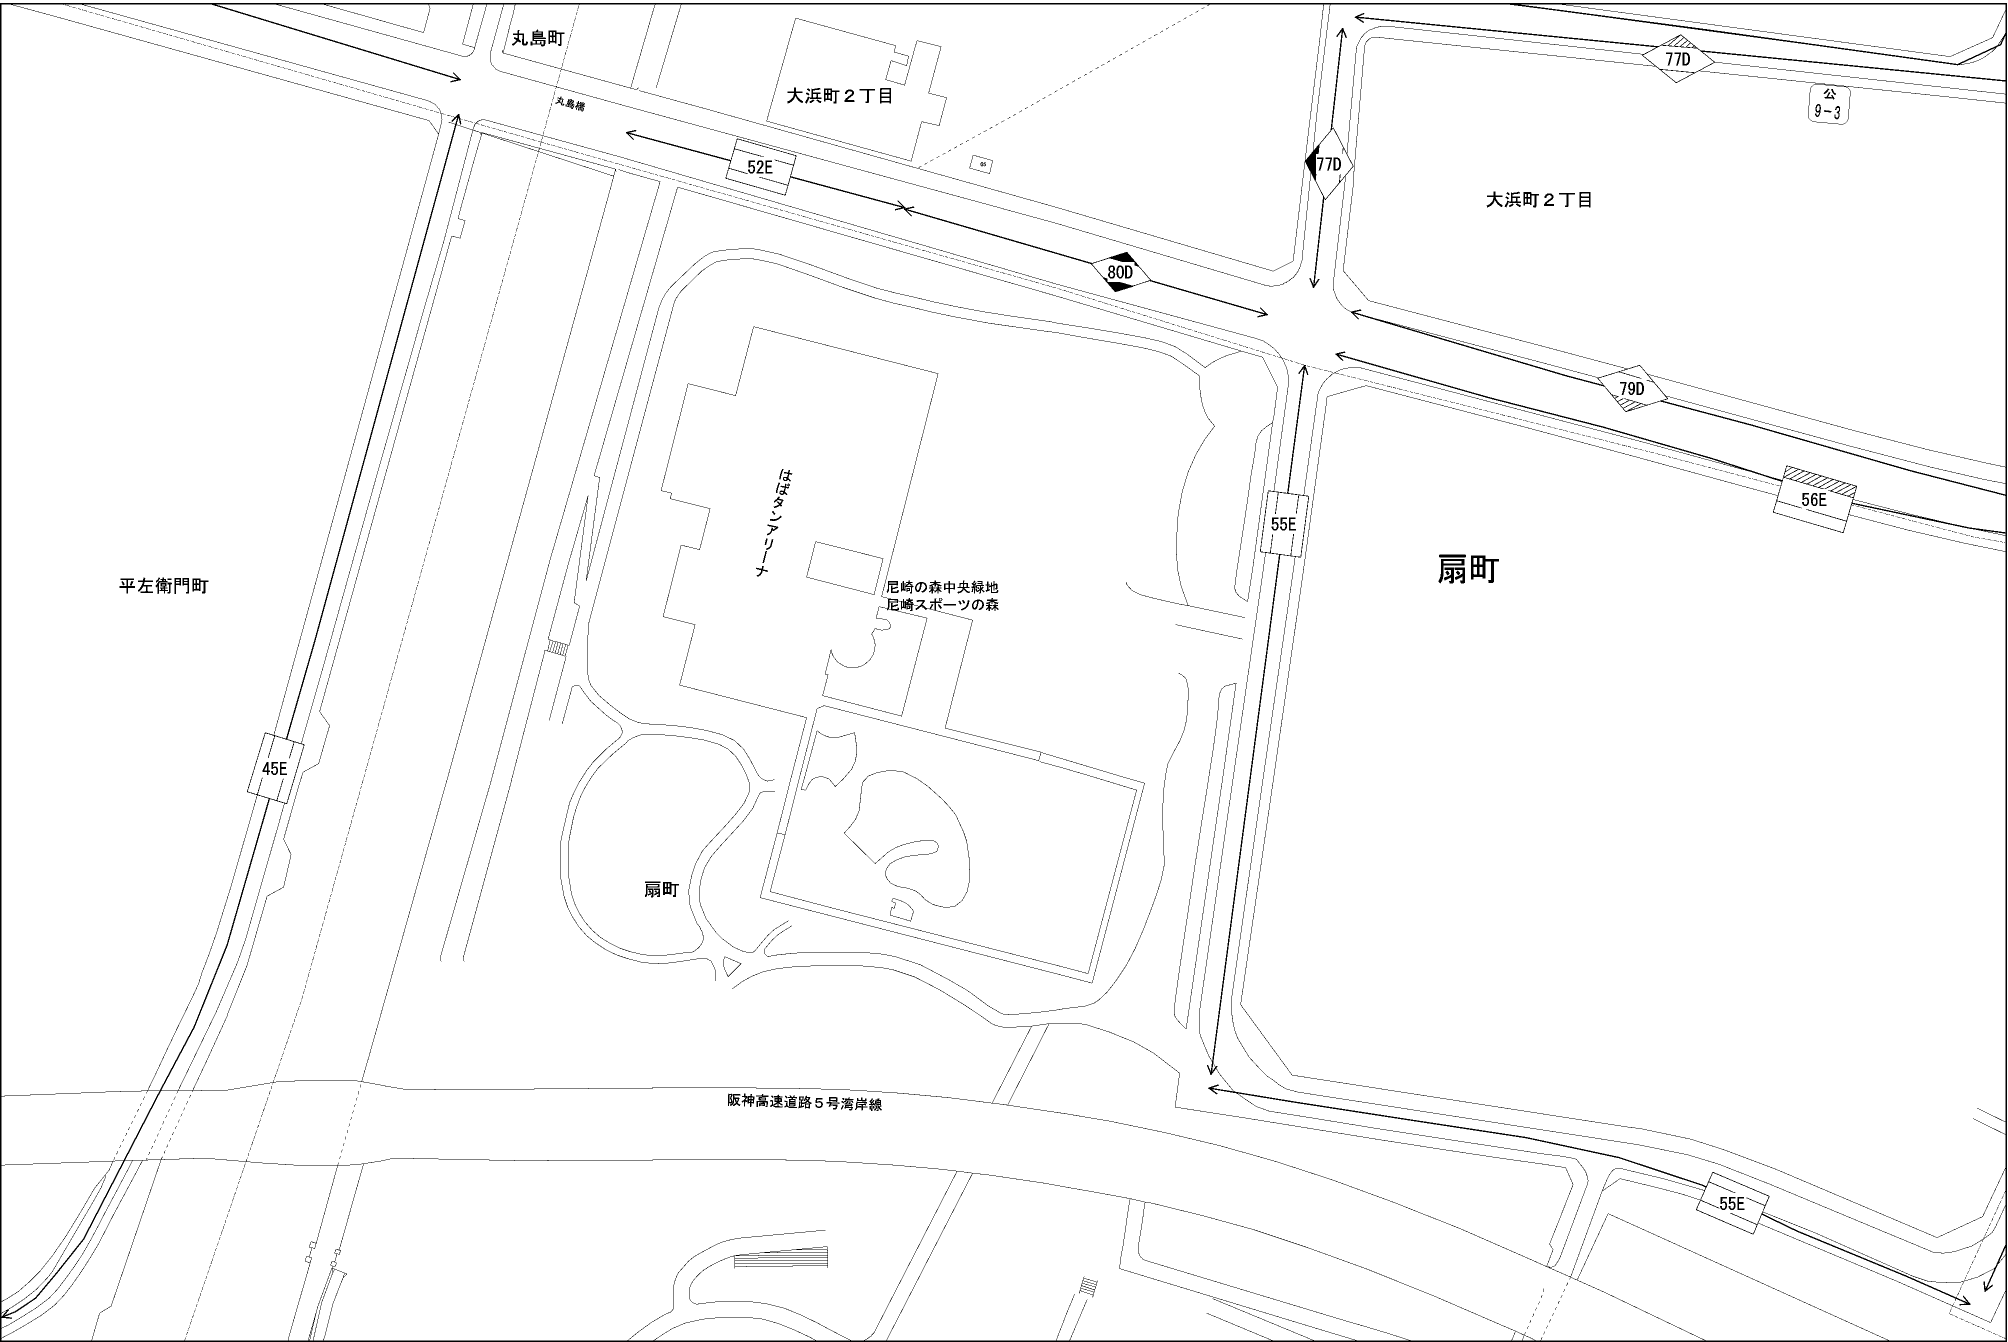 丸島町
77D
大浜町２丁目
公
9-3
丸島橋
52E
77D
大浜町２丁目
80D
79D
はばタンアリーナ
56E
55E
扇町
平左衛門町
尼崎の森中央緑地
尼崎スポーツの森
45E
扇町
阪神高速道路５号湾岸線
55E